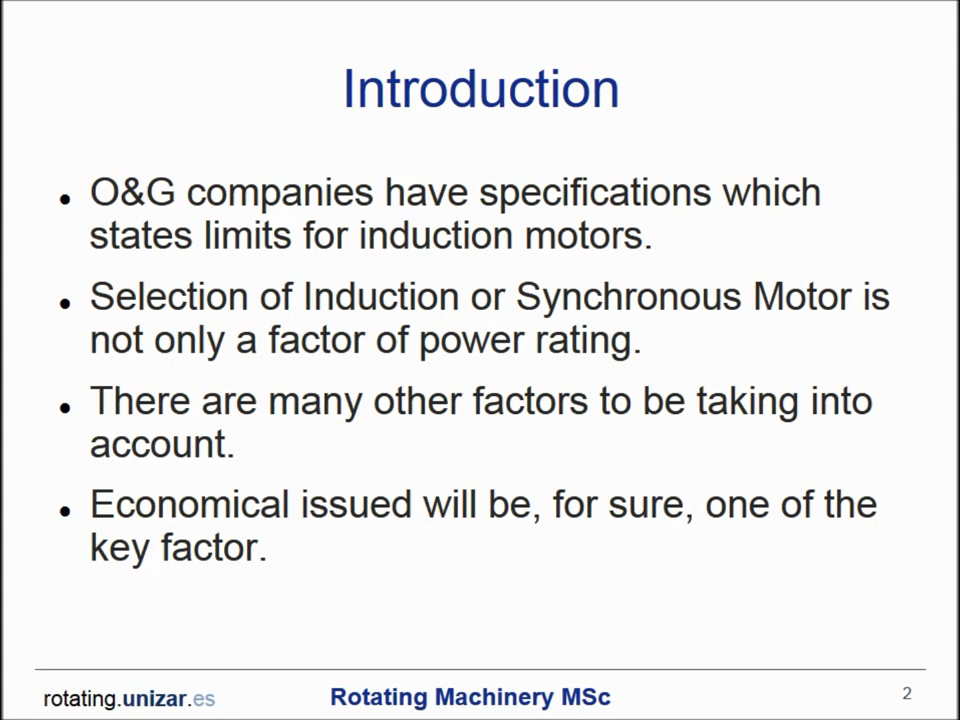 Introduction
• O&G companies have specifications which
states limits for induction motors.
• Selection of Induction or Synchronous Motor is
not only a factor of power rating.
• There are many other factors to be taking into
account.
• Economical issued will be, for sure, one of the
key factor.
rotating.unizar.es
Rotating Machinery MSc
2